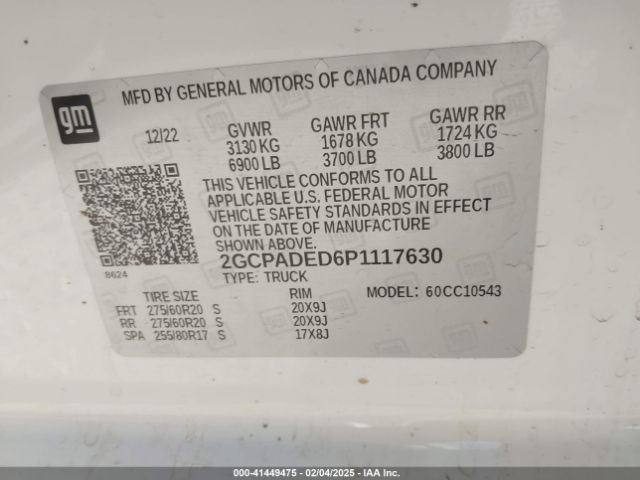 gm
MFD BY GENERAL MOTORS OF CANADA COMPANY
12/22 GVWR GAWR FRT GAWR RR
3130 KG 1678 KG 1724 KG
6900 LB 3700 LB 3800 LB
THIS VEHICLE CONFORMS TO ALL
APPLICABLE U.S. FEDERAL MOTOR
VEHICLE SAFETY STANDARDS IN EFFECT
ON THE DATE OF MANUFACTURE
SHOWN ABOVE.
8624
2GCPADED6P1117630
TYPE: TRUCK
TIRE SIZE RIM MODEL: 60CC10543
FRT 275/60R20 S 20X9J
RR 275/60R20 S 20X9J
SPA 255/80R17 S 17X8J
000-41449475 - 02/04/2025 - IAA Inc.